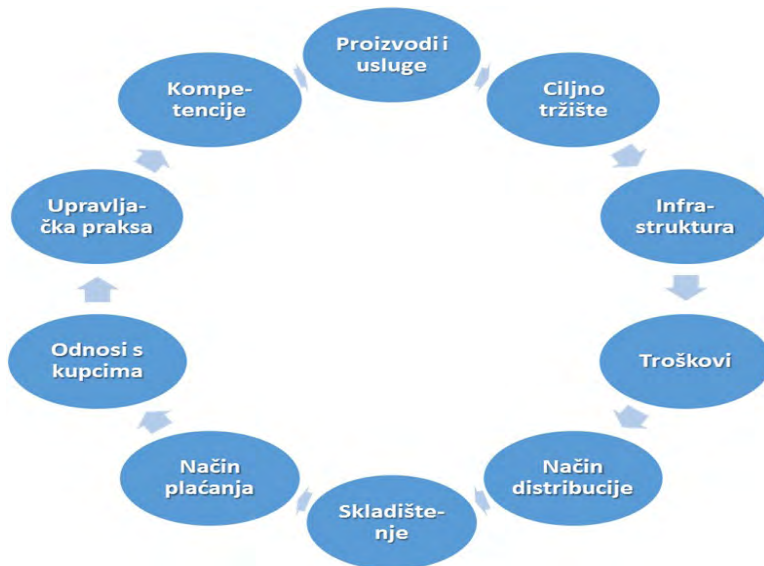 Proizvodi i
usluge
Ciljno
tržište
Infra-
struktura
Troškovi
Način
distribucije
Skladište-
nje
Način
plaćanja
Odnosi s
kupcima
Upravlja-
čka praksa
Kompe-
tencije